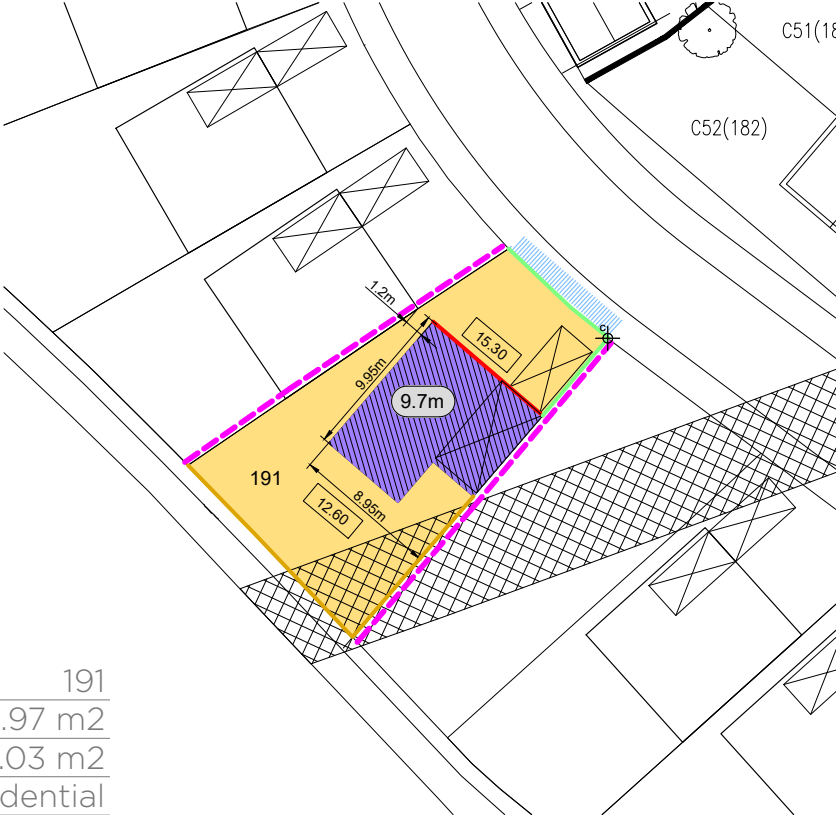 C51(18
C52(182)
1.2m
C
15.30
9.95m
9.7m
191
8.95m
12.60
191
.97 m2
.03 m2
dential